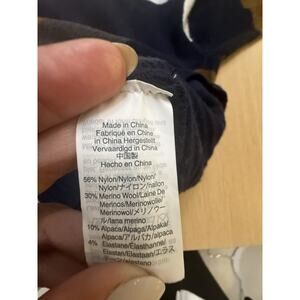 Made in China
Fabriqué en China
in China Hergestellt
Vervaardigd in China
中国製
Hecho en China
56% Nylon/Nylon/Nylon/
Nylon/ナイロン/nailon
30% Merino Wool/Laine De
Merinos/Merinowolle/
Merinowol/メリノウー
ル/lana merino
10% Alpaca/Alpaga/Alpaka/
Alpaca/アルパカ/alpaca
4% Elastane/Elasthanne/
Elastan/Elastaan/エラス